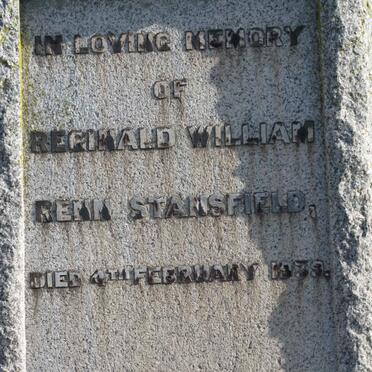 IN LOVING MEMORY
OF
REGINALD WILLIAM
RENN STANSFIELD,
DIED 4TH FEBRUARY